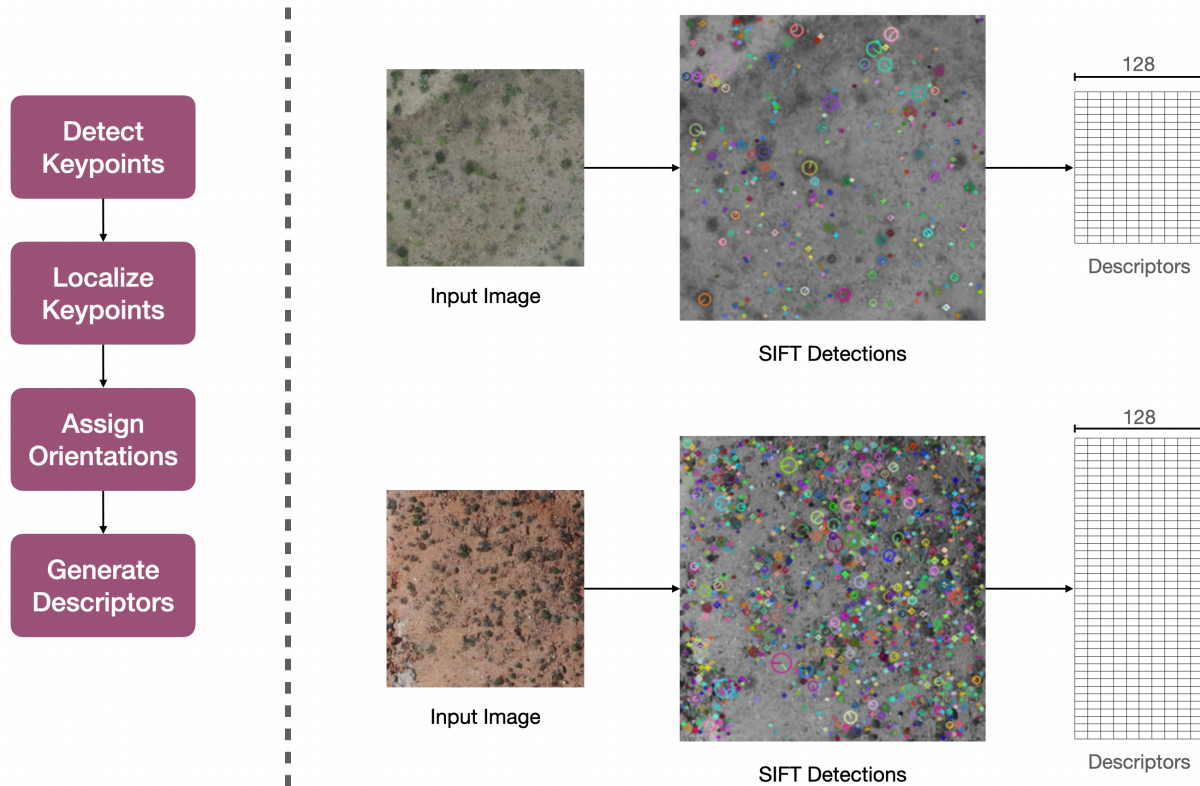 Detect
Keypoints
Localize
Keypoints
Assign
Orientations
Generate
Descriptors
Input Image
SIFT Detections
128
Descriptors
Input Image
SIFT Detections
128
Descriptors